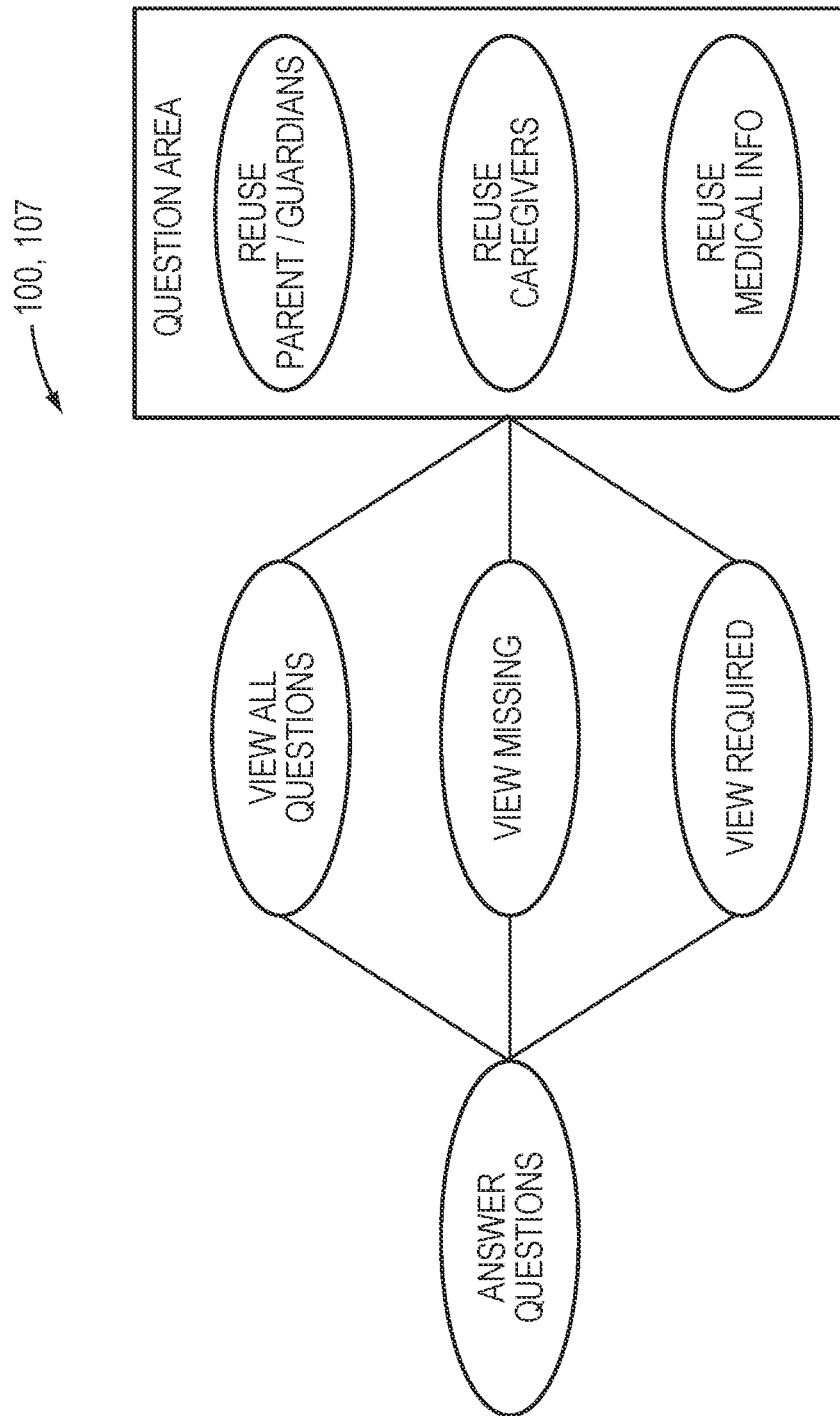 100, 107
QUESTION AREA
REUSE
PARENT / GUARDIANS
REUSE
CAREGIVERS
REUSE
MEDICAL INFO
VIEW ALL
QUESTIONS
VIEW MISSING
VIEW REQUIRED
ANSWER
QUESTIONS